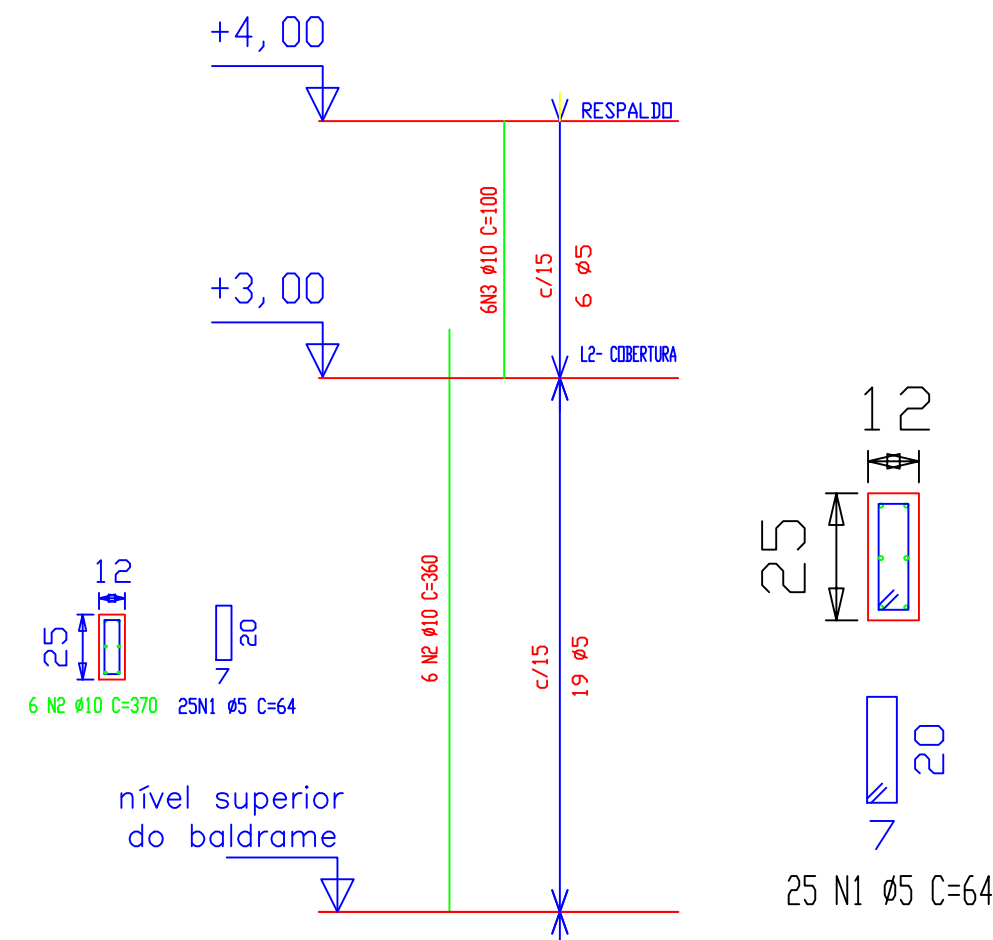 +4,00
RESPALDO
6N3 ø10 C=100
c/15
6 ø5
+3,00
L2- COBERTURA
6 N2 ø10 C=360
c/15
19 ø5
12
25
6 N2 ø10 C=370
20
7
25N1 ø5 C=64
nível superior
do baldrame
12
25
20
7
25 N1 ø5 C=64